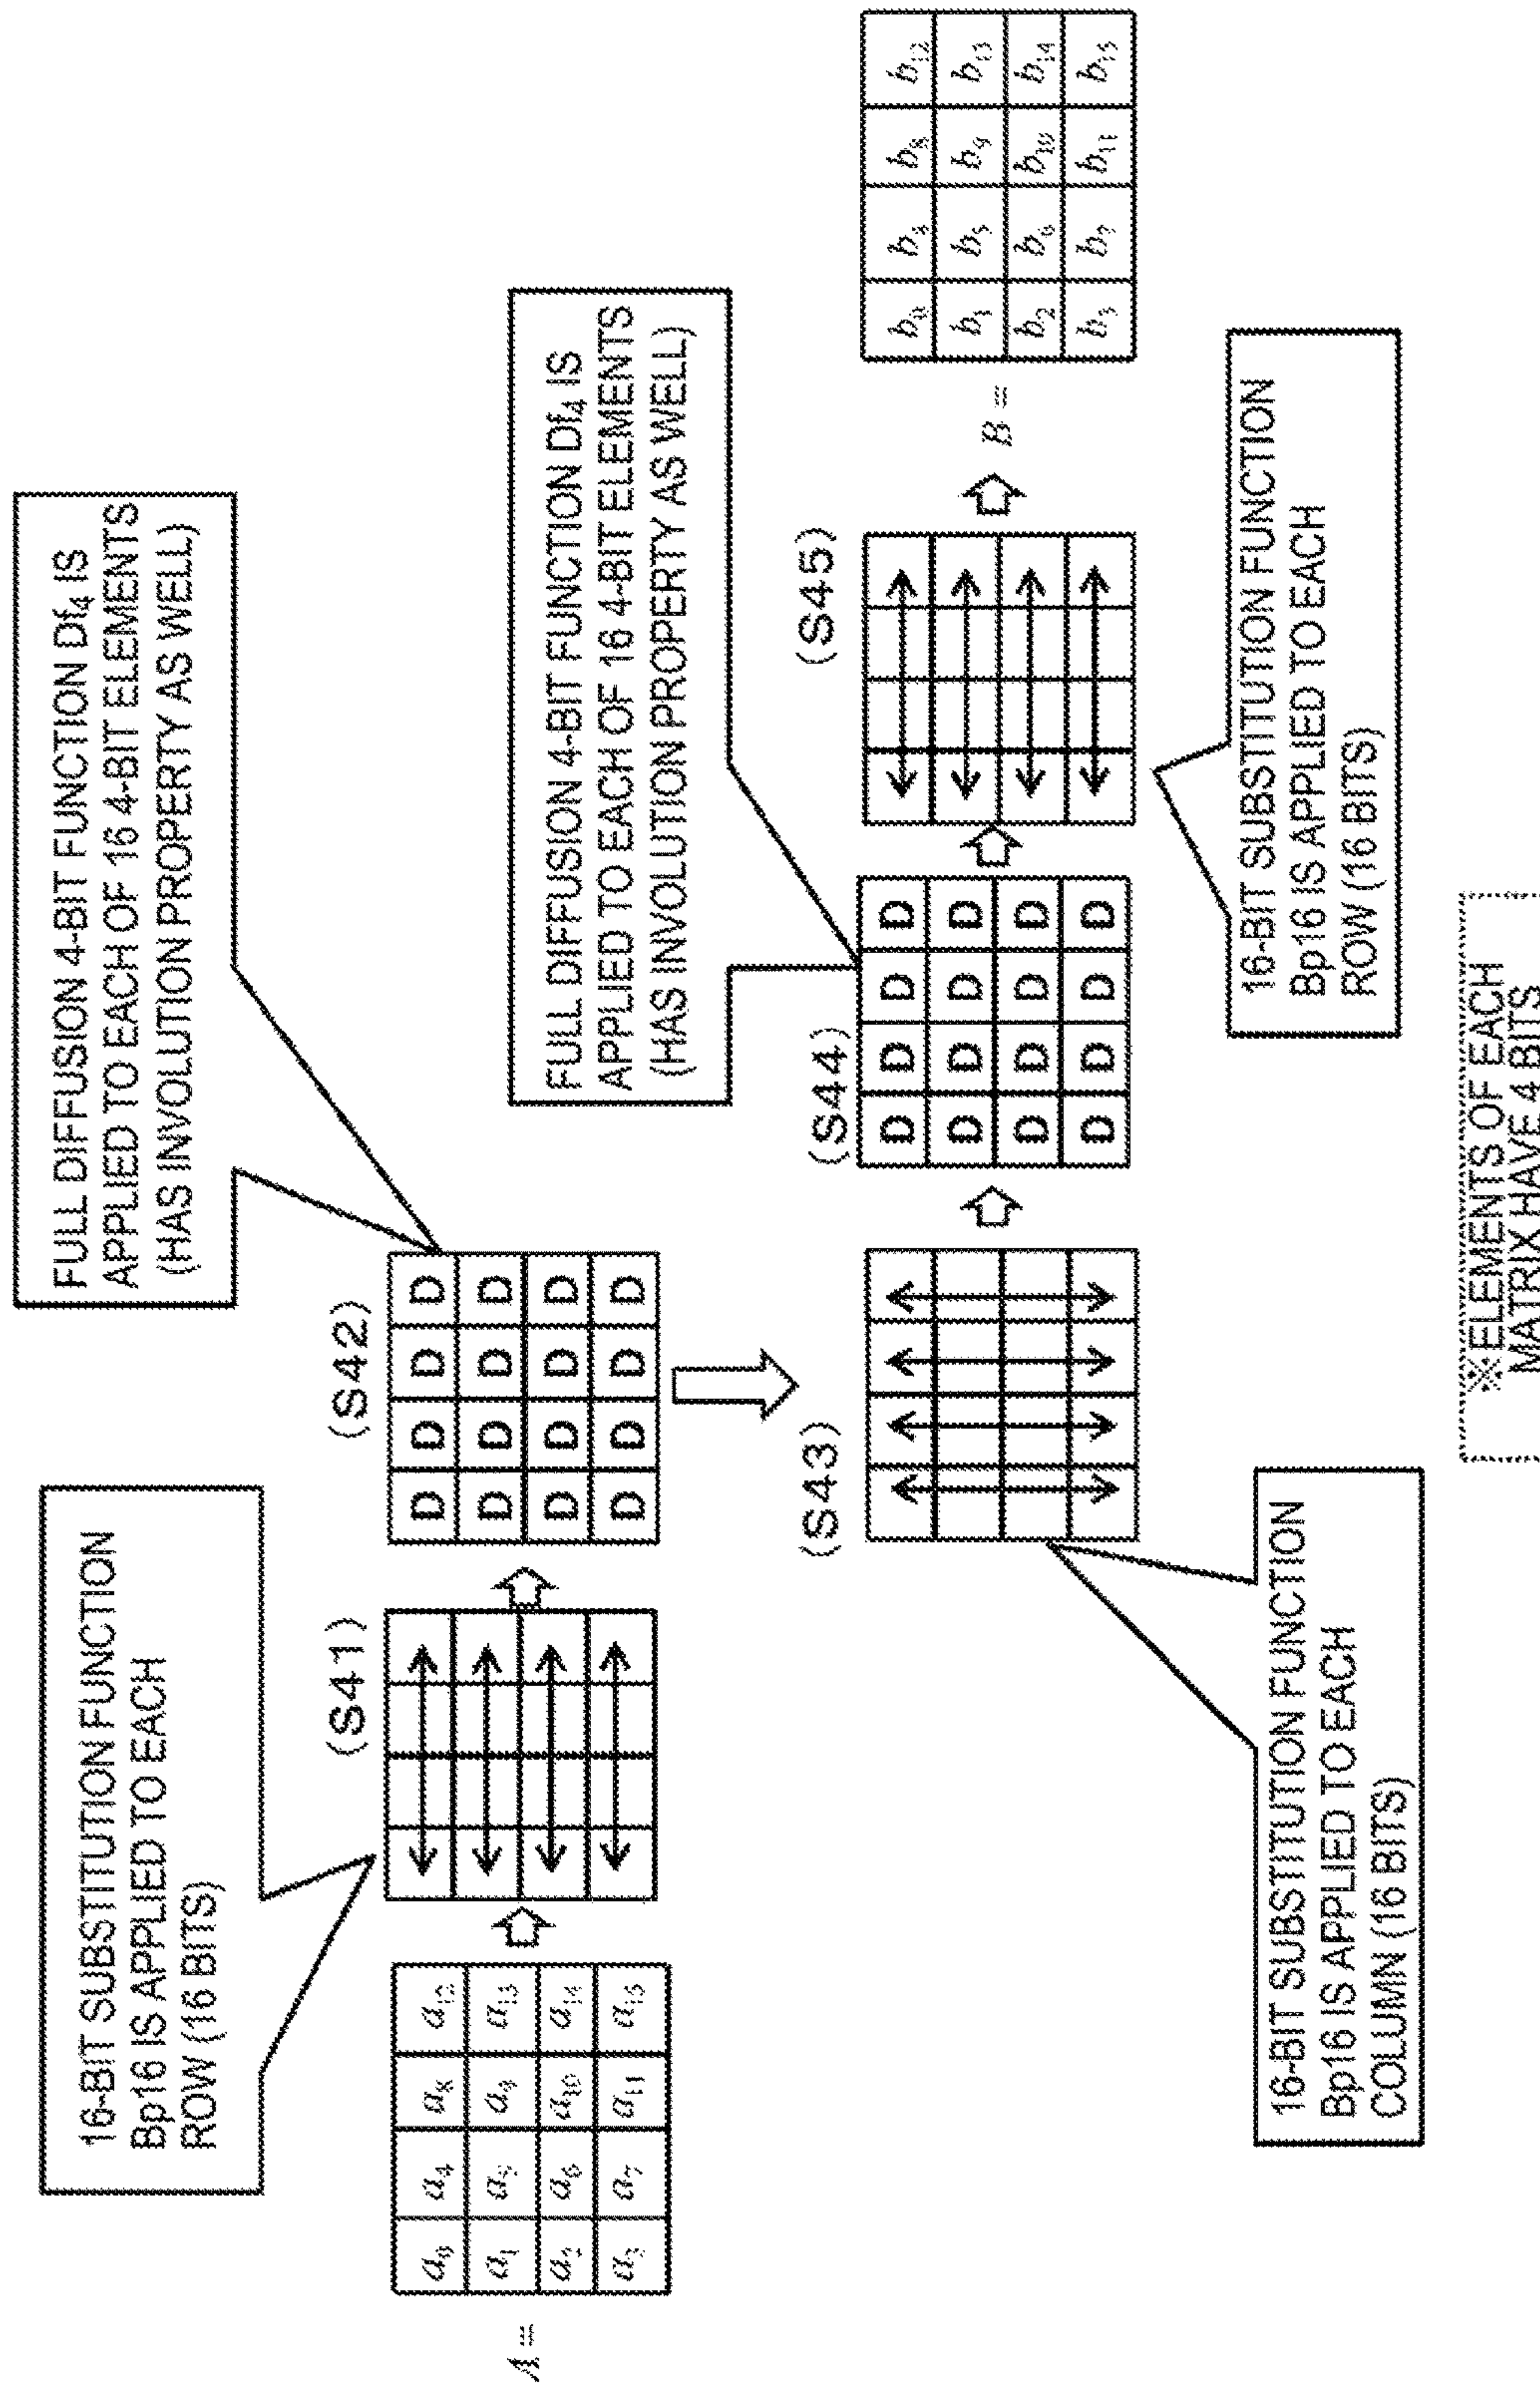 16-BIT SUBSTITUTION FUNCTION
Bp16 IS APPLIED TO EACH
ROW (16 BITS)
FULL DIFFUSION 4-BIT FUNCTION Df₄ IS
APPLIED TO EACH OF 16 4-BIT ELEMENTS
(HAS INVOLUTION PROPERTY AS WELL)
(S41)
(S42)
A =
a₀ a₄ a₈ a₁₂
a₁ a₅ a₉ a₁₃
a₂ a₆ a₁₀ a₁₄
a₃ a₇ a₁₁ a₁₅
D D D D
D D D D
D D D D
D D D D
FULL DIFFUSION 4-BIT FUNCTION Df₄ IS
APPLIED TO EACH OF 16 4-BIT ELEMENTS
(HAS INVOLUTION PROPERTY AS WELL)
(S43)
(S44)
(S45)
D D D D
D D D D
D D D D
D D D D
B =
b₀ b₄ b₈ b₁₂
b₁ b₅ b₉ b₁₃
b₂ b₆ b₁₀ b₁₄
b₃ b₇ b₁₁ b₁₅
16-BIT SUBSTITUTION FUNCTION
Bp16 IS APPLIED TO EACH
COLUMN (16 BITS)
16-BIT SUBSTITUTION FUNCTION
Bp16 IS APPLIED TO EACH
ROW (16 BITS)
※ELEMENTS OF EACH
MATRIX HAVE 4 BITS